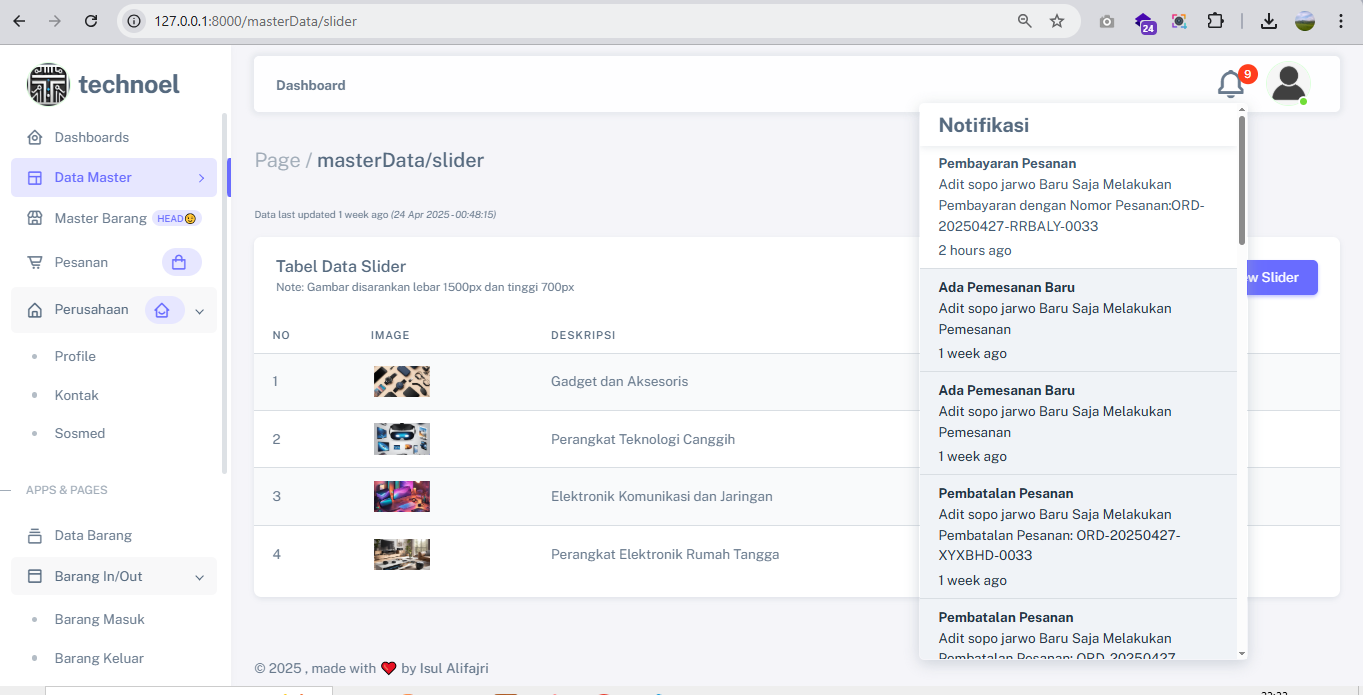 127.0.0.1:8000/masterData/slider
24
technoel
Dashboards
Data Master
Master Barang HEAD
Pesanan
Perusahaan
Profile
Kontak
Sosmed
APPS & PAGES
Data Barang
Barang In/Out
Barang Masuk
Barang Keluar
Dashboard
9
Page / masterData/slider
Data last updated 1 week ago (24 Apr 2025 - 00:48:15)
Tabel Data Slider
Note: Gambar disarankan lebar 1500px dan tinggi 700px
Slider
NO IMAGE DESKRIPSI
1 Gadget dan Aksesoris
2 Perangkat Teknologi Canggih
3 Elektronik Komunikasi dan Jaringan
4 Perangkat Elektronik Rumah Tangga
Notifikasi
Pembayaran Pesanan
Adit sopo jarwo Baru Saja Melakukan
Pembayaran dengan Nomor Pesanan:ORD-
20250427-RRBALY-0033
2 hours ago
Ada Pemesanan Baru
Adit sopo jarwo Baru Saja Melakukan
Pemesanan
1 week ago
Ada Pemesanan Baru
Adit sopo jarwo Baru Saja Melakukan
Pemesanan
1 week ago
Pembatalan Pesanan
Adit sopo jarwo Baru Saja Melakukan
Pembatalan Pesanan: ORD-20250427-
XYXBHD-0033
1 week ago
Pembatalan Pesanan
Adit sopo jarwo Baru Saja Melakukan
Pembatalan Pesanan: ORD-20250427
© 2025 , made with ❤️ by Isul Alifajri